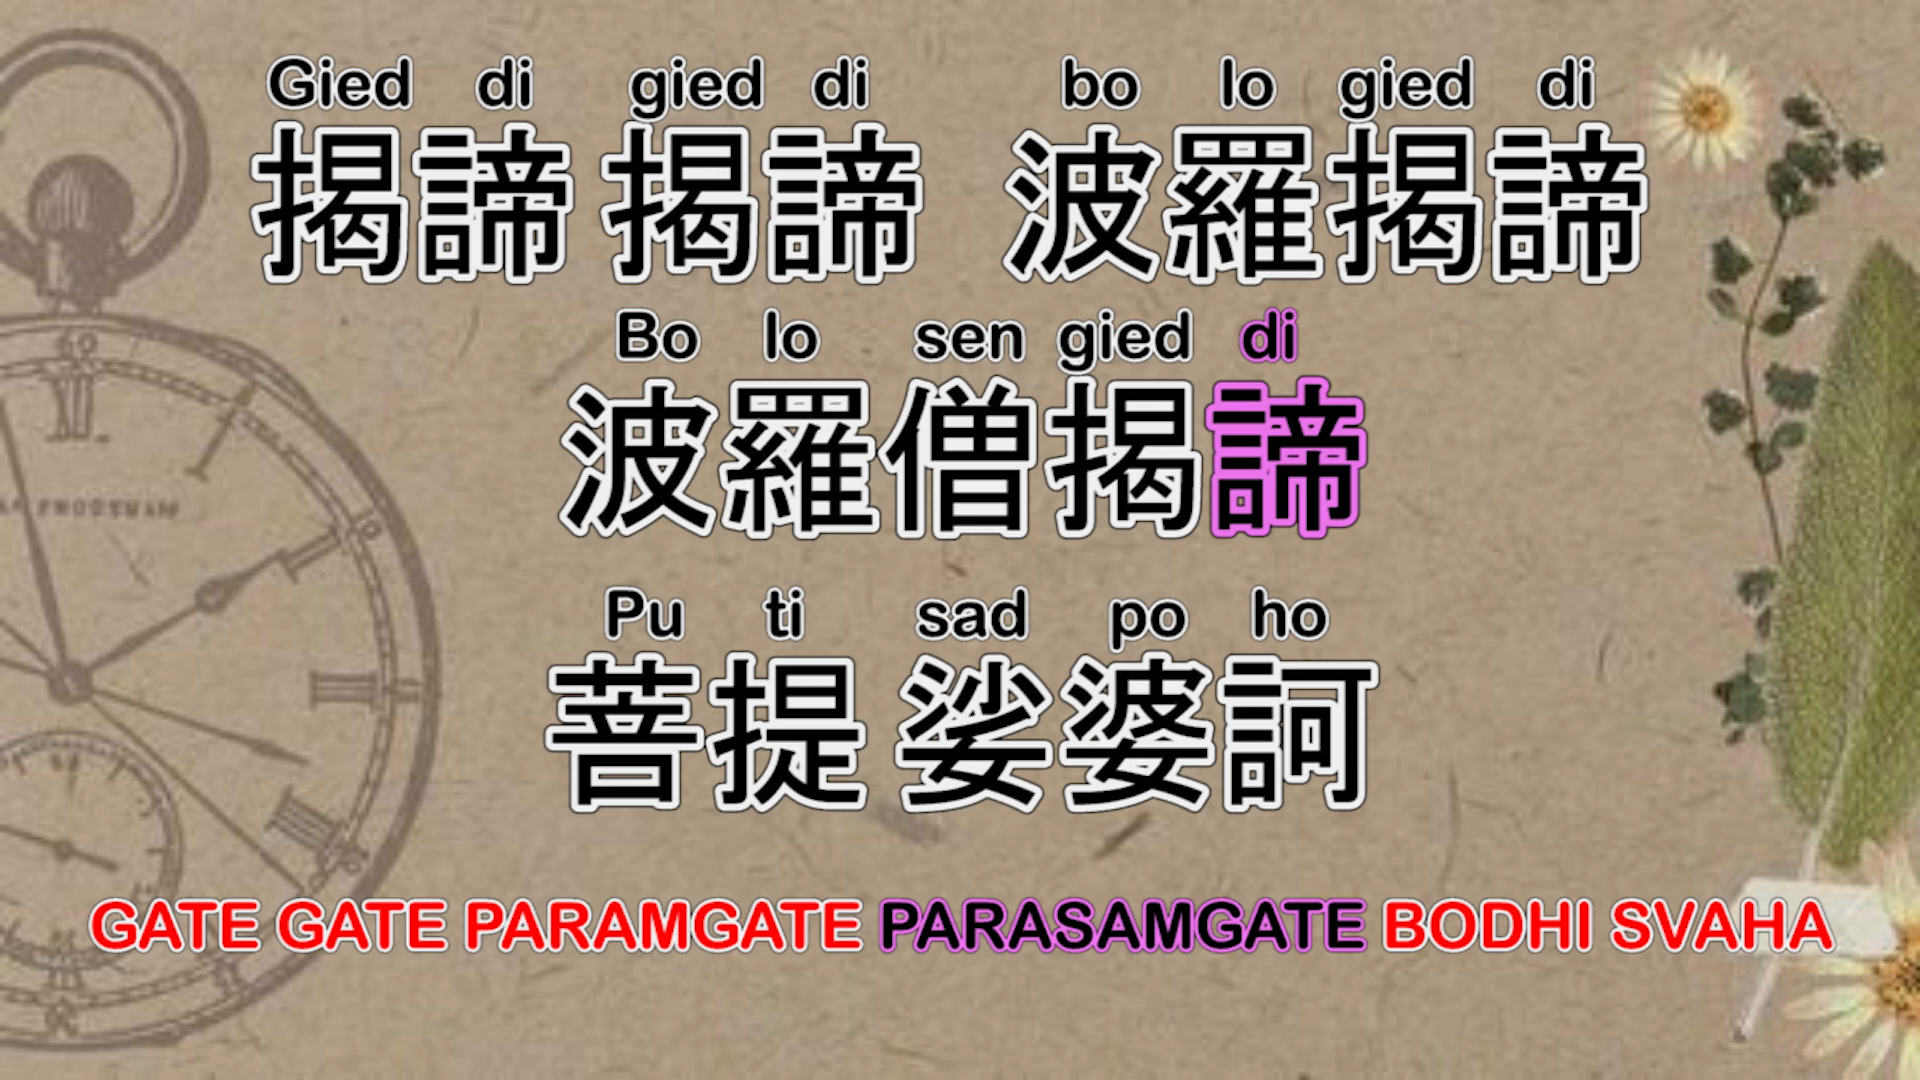 Gied di gied di bo lo gied di
揭諦 揭諦 波羅揭諦
Bo lo sen gied di
波羅僧揭諦
Pu ti sad po ho
菩提 娑婆訶
GATE GATE PARAMGATE PARASAMGATE BODHI SVAHA